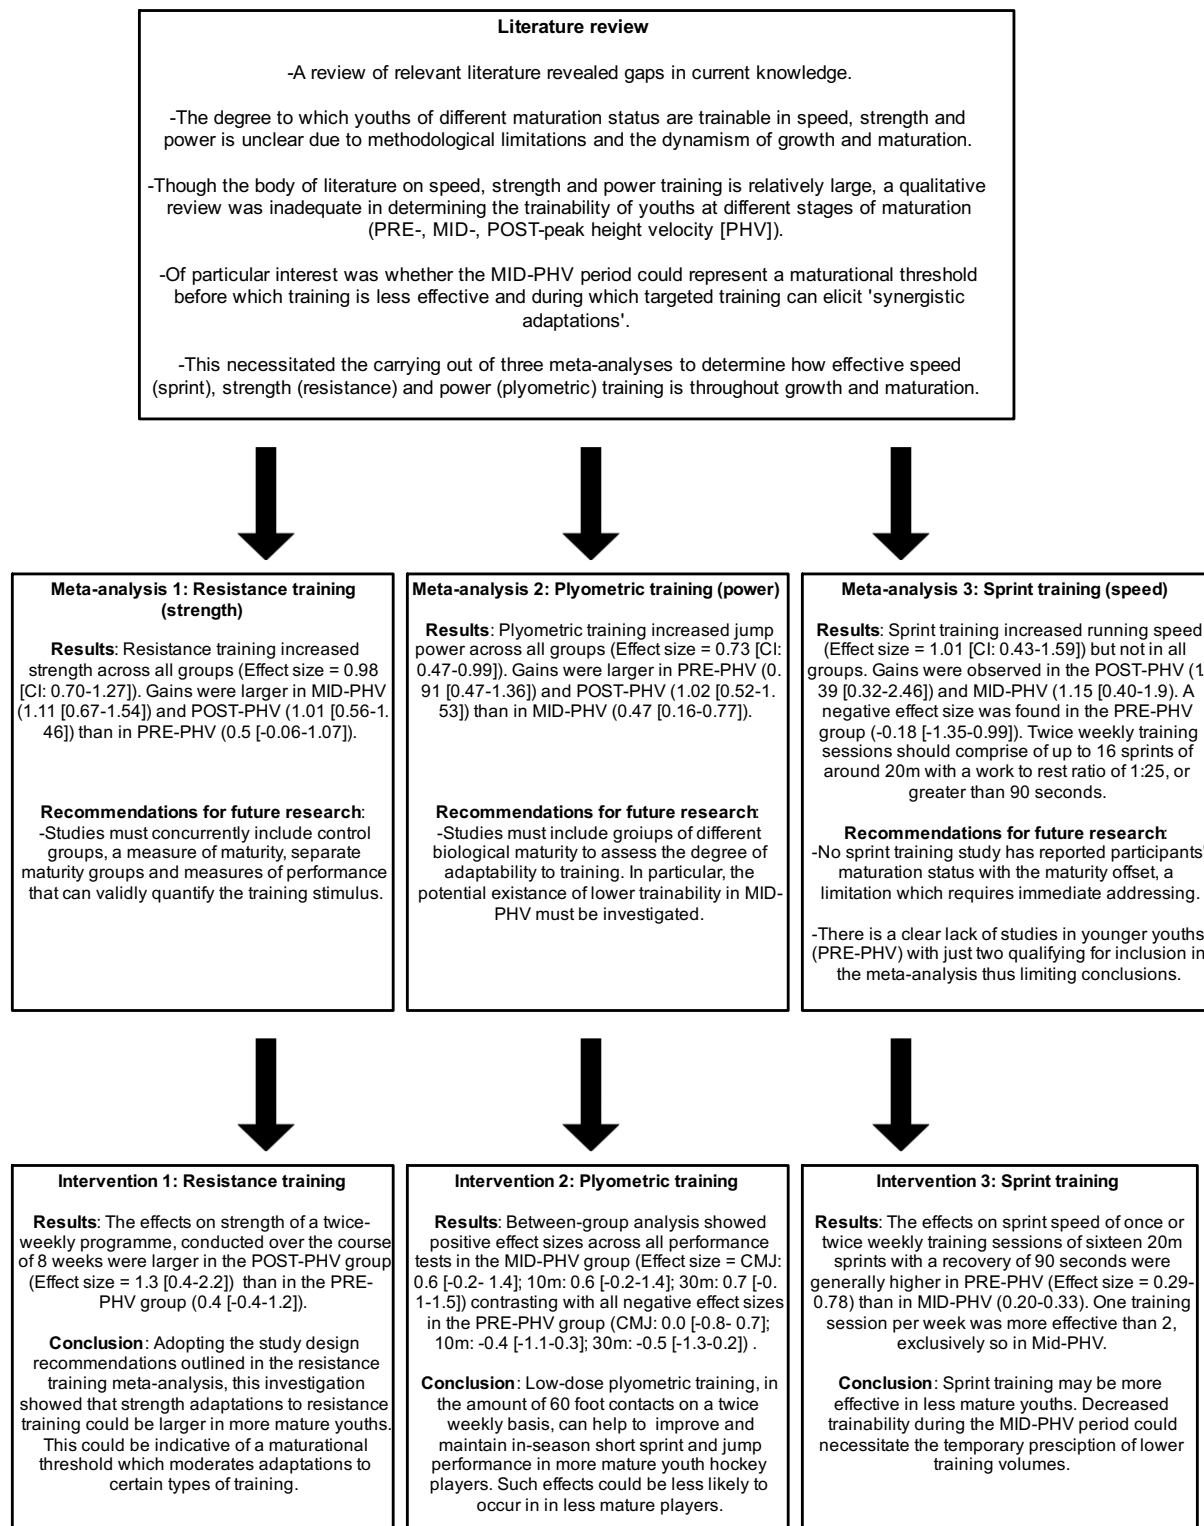 Literature review
-A review of relevant literature revealed gaps in current knowledge.
-The degree to which youths of different maturation status are trainable in speed, strength and
power is unclear due to methodological limitations and the dynamism of growth and maturation.
-Though the body of literature on speed, strength and power training is relatively large, a qualitative
review was inadequate in determining the trainability of youths at different stages of maturation
(PRE-, MID-, POST-peak height velocity [PHV]).
-Of particular interest was whether the MID-PHV period could represent a maturational threshold
before which training is less effective and during which targeted training can elicit 'synergistic
adaptations'.
-This necessitated the carrying out of three meta-analyses to determine how effective speed
(sprint), strength (resistance) and power (plyometric) training is throughout growth and maturation.
Meta-analysis 1: Resistance training
(strength)
Results: Resistance training increased
strength across all groups (Effect size = 0.98
[CI: 0.70-1.27]). Gains were larger in MID-PHV
(1.11 [0.67-1.54]) and POST-PHV (1.01 [0.56-1.
46]) than in PRE-PHV (0.5 [-0.06-1.07]).
Recommendations for future research:
-Studies must concurrently include control
groups, a measure of maturity, separate
maturity groups and measures of performance
that can validly quantify the training stimulus.
Meta-analysis 2: Plyometric training (power)
Results: Plyometric training increased jump
power across all groups (Effect size = 0.73 [CI:
0.47-0.99]). Gains were larger in PRE-PHV (0.
91 [0.47-1.36]) and POST-PHV (1.02 [0.52-1.
53]) than in MID-PHV (0.47 [0.16-0.77]).
Recommendations for future research:
-Studies must include groiups of different
biological maturity to assess the degree of
adaptability to training. In particular, the
potential existance of lower trainability in MID-
PHV must be investigated.
Meta-analysis 3: Sprint training (speed)
Results: Sprint training increased running speed
(Effect size = 1.01 [CI: 0.43-1.59]) but not in all
groups. Gains were observed in the POST-PHV (1.
39 [0.32-2.46]) and MID-PHV (1.15 [0.40-1.9). A
negative effect size was found in the PRE-PHV
group (-0.18 [-1.35-0.99]). Twice weekly training
sessions should comprise of up to 16 sprints of
around 20m with a work to rest ratio of 1:25, or
greater than 90 seconds.
Recommendations for future research:
-No sprint training study has reported participants'
maturation status with the maturity offset, a
limitation which requires immediate addressing.
-There is a clear lack of studies in younger youths
(PRE-PHV) with just two qualifying for inclusion in
the meta-analysis thus limiting conclusions.
Intervention 1: Resistance training
Results: The effects on strength of a twice-
weekly programme, conducted over the course
of 8 weeks were larger in the POST-PHV group
(Effect size = 1.3 [0.4-2.2]) than in the PRE-
PHV group (0.4 [-0.4-1.2]).
Conclusion: Adopting the study design
recommendations outlined in the resistance
training meta-analysis, this investigation
showed that strength adaptations to resistance
training could be larger in more mature youths.
This could be indicative of a maturational
threshold which moderates adaptations to
certain types of training.
Intervention 2: Plyometric training
Results: Between-group analysis showed
positive effect sizes across all performance
tests in the MID-PHV group (Effect size = CMJ:
0.6 [-0.2- 1.4]; 10m: 0.6 [-0.2-1.4]; 30m: 0.7 [-0.
1-1.5]) contrasting with all negative effect sizes
in the PRE-PHV group (CMJ: 0.0 [-0.8- 0.7];
10m: -0.4 [-1.1-0.3]; 30m: -0.5 [-1.3-0.2]) .
Conclusion: Low-dose plyometric training, in
the amount of 60 foot contacts on a twice
weekly basis, can help to improve and
maintain in-season short sprint and jump
performance in more mature youth hockey
players. Such effects could be less likely to
occur in in less mature players.
Intervention 3: Sprint training
Results: The effects on sprint speed of once or
twice weekly training sessions of sixteen 20m
sprints with a recovery of 90 seconds were
generally higher in PRE-PHV (Effect size = 0.29-
0.78) than in MID-PHV (0.20-0.33). One training
session per week was more effective than 2,
exclusively so in Mid-PHV.
Conclusion: Sprint training may be more
effective in less mature youths. Decreased
trainability during the MID-PHV period could
necessitate the temporary presciption of lower
training volumes.